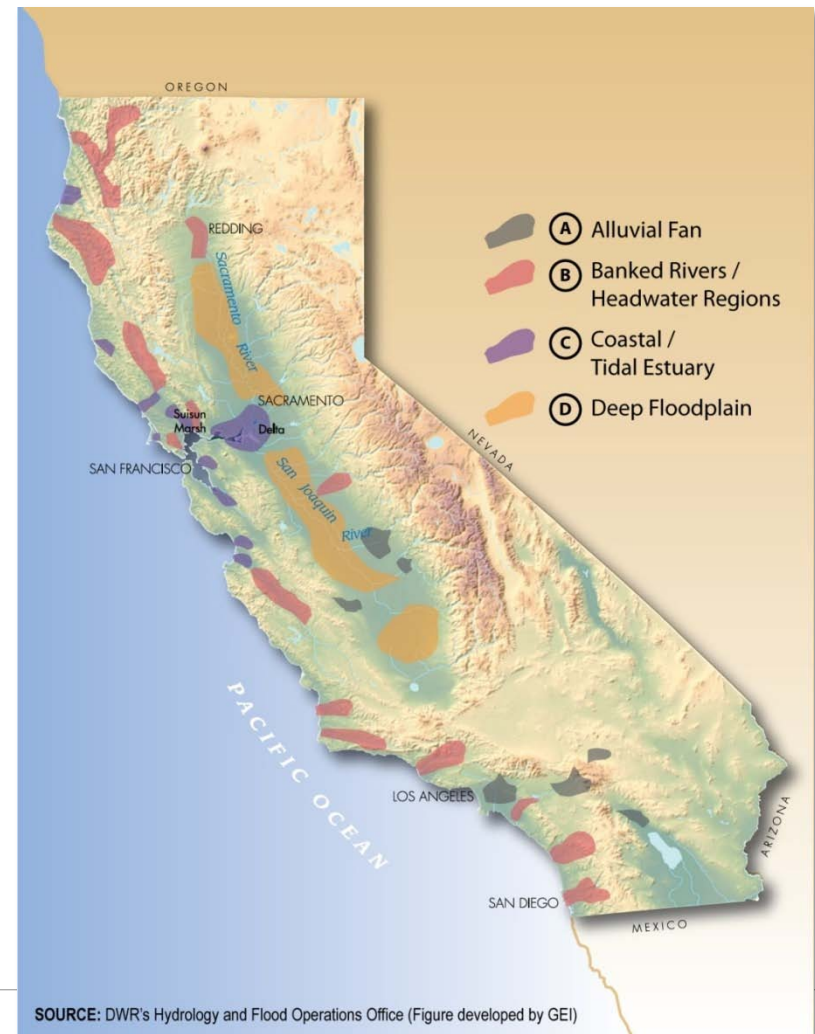 OREGON
REDDING
Sacramento
River
SACRAMENTO
Suisun
Marsh
Delta
SAN FRANCISCO
San Joaquin
River
NEVADA
PACIFIC OCEAN
LOS ANGELES
SAN DIEGO
ARIZONA
MEXICO
A Alluvial Fan
B Banked Rivers /
Headwater Regions
C Coastal /
Tidal Estuary
D Deep Floodplain
SOURCE: DWR's Hydrology and Flood Operations Office (Figure developed by GEI)